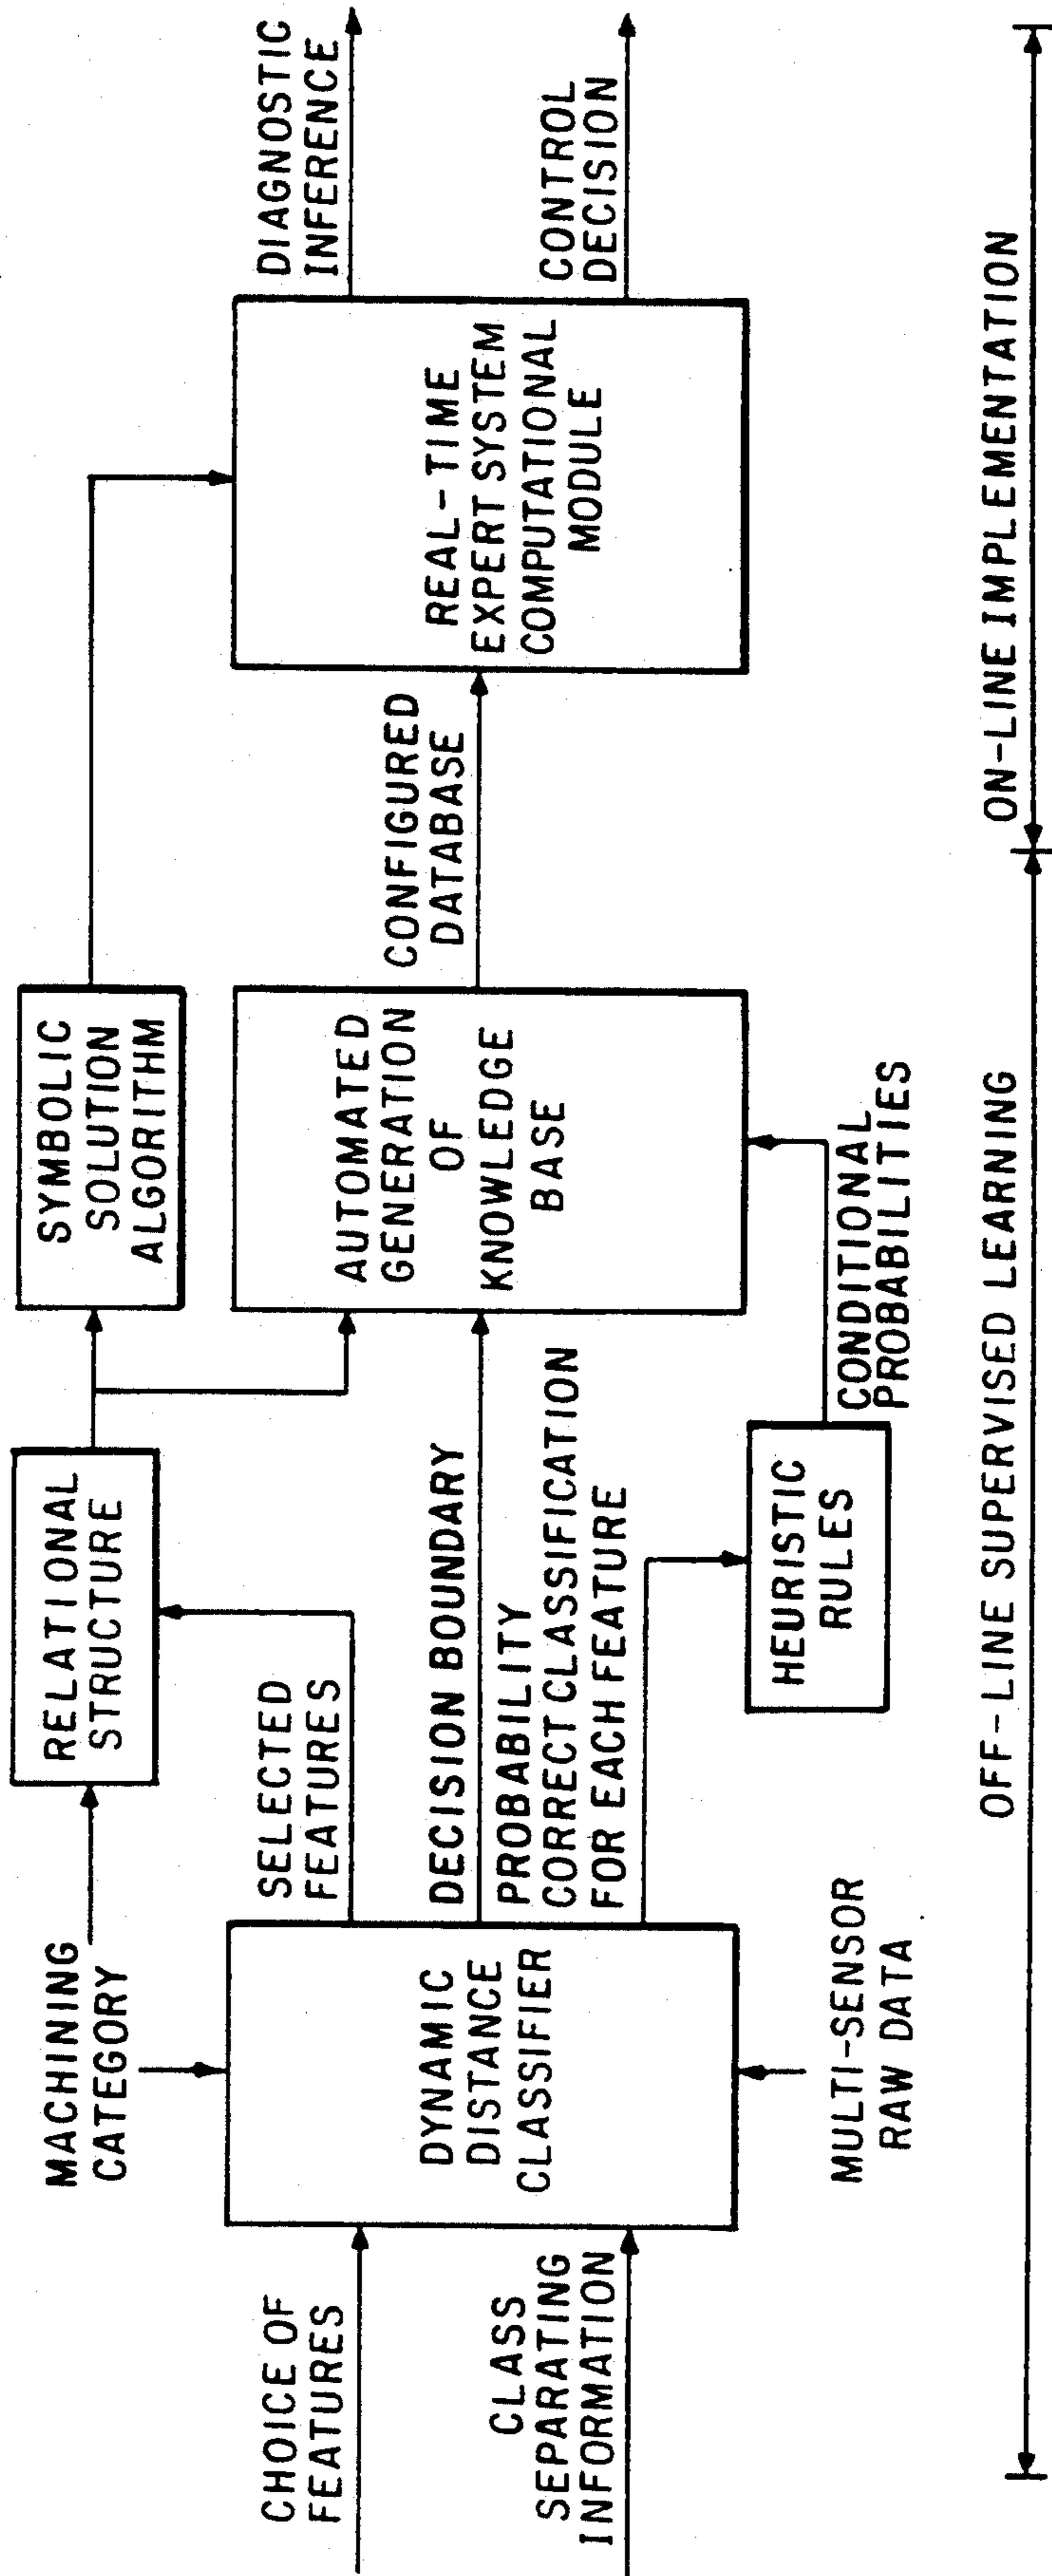 MACHINING
CATEGORY
CHOICE OF
FEATURES
CLASS
SEPARATING
INFORMATION
DYNAMIC
DISTANCE
CLASSIFIER
MULTI-SENSOR
RAW DATA
RELATIONAL
STRUCTURE
SELECTED
FEATURES
DECISION BOUNDARY
PROBABILITY
CORRECT CLASSIFICATION
FOR EACH FEATURE
HEURISTIC
RULES
CONDITIONAL
PROBABILITIES
SYMBOLIC
SOLUTION
ALGORITHM
AUTOMATED
GENERATION
OF
KNOWLEDGE
BASE
CONFIGURED
DATABASE
REAL-TIME
EXPERT SYSTEM
COMPUTATIONAL
MODULE
DIAGNOSTIC
INFERENCE
CONTROL
DECISION
OFF-LINE SUPERVISED LEARNING
ON-LINE IMPLEMENTATION